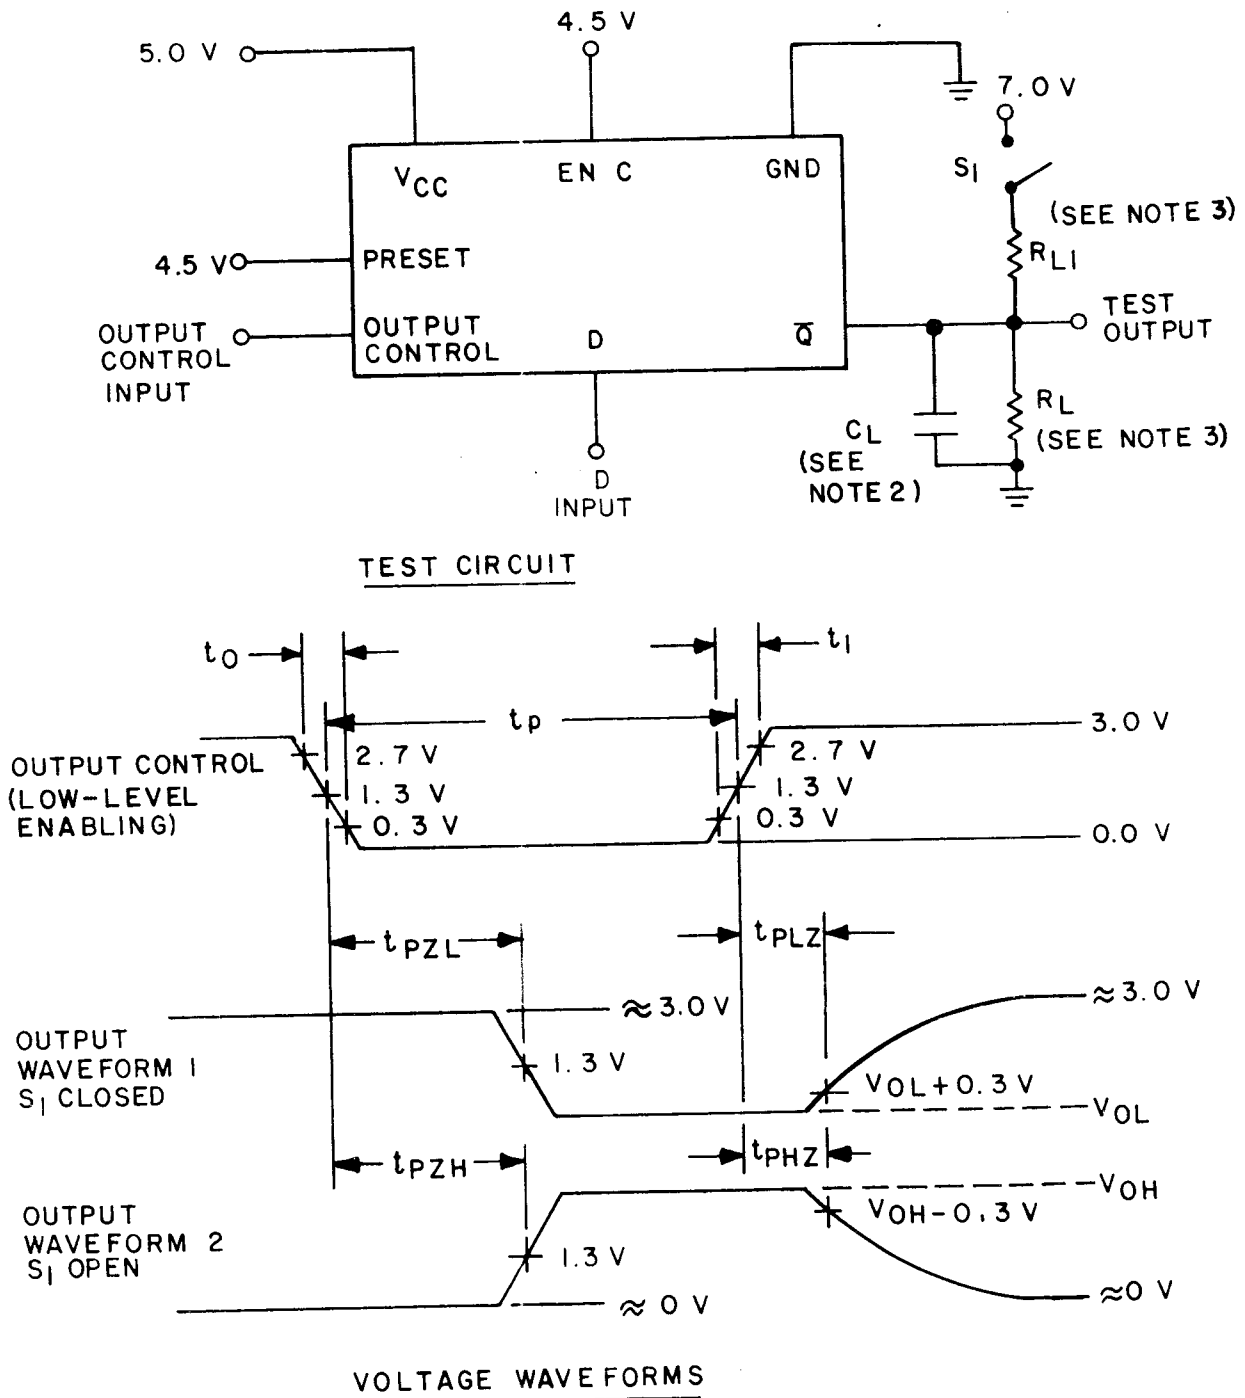 4.5 V
5.0 V
7.0 V
VCC
EN C
GND
S1
(SEE NOTE 3)
RL1
4.5 V
PRESET
OUTPUT
CONTROL
INPUT
OUTPUT
CONTROL
D
Q̅
TEST
OUTPUT
CL
(SEE
NOTE 2)
RL
(SEE NOTE 3)
D
INPUT
TEST CIRCUIT
t0
t1
tp
3.0 V
OUTPUT CONTROL
(LOW-LEVEL
ENABLING)
2.7 V
1.3 V
0.3 V
2.7 V
1.3 V
0.3 V
0.0 V
tPZL
tPLZ
≈3.0 V
≈3.0 V
OUTPUT
WAVEFORM 1
S1 CLOSED
1.3 V
VOL+0.3 V
VOL
tPZH
tPHZ
VOH
VOH-0.3 V
OUTPUT
WAVEFORM 2
S1 OPEN
1.3 V
≈ 0 V
≈0 V
VOLTAGE WAVEFORMS